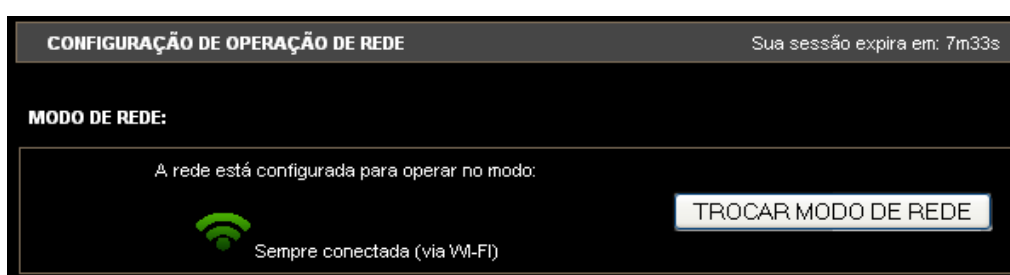 CONFIGURAÇÃO DE OPERAÇÃO DE REDE
Sua sessão expira em: 7m33s
MODO DE REDE:
A rede está configurada para operar no modo:
TROCAR MODO DE REDE
Sempre conectada (via WI-FI)